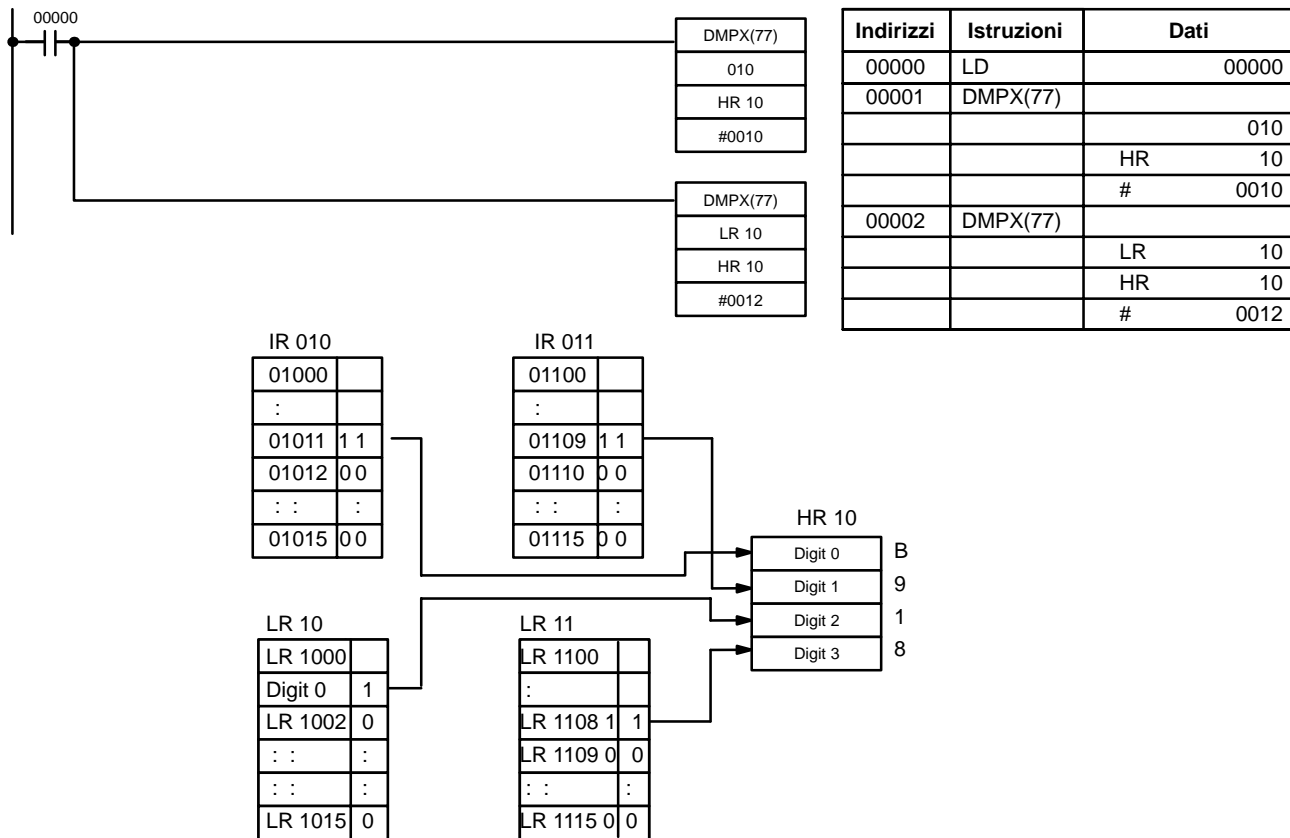 00000
DMPX(77)
010
HR 10
#0010
DMPX(77)
LR 10
HR 10
#0012
Indirizzi Istruzioni Dati
00000 LD 00000
00001 DMPX(77)
010
HR 10
# 0010
00002 DMPX(77)
LR 10
HR 10
# 0012
IR 010
01000
:
01011 1 1
01012 0 0
: : :
01015 0 0
IR 011
01100
:
01109 1 1
01110 0 0
: : :
01115 0 0
HR 10
Digit 0 B
Digit 1 9
Digit 2 1
Digit 3 8
LR 10
LR 1000
Digit 0 1
LR 1002 0
: : :
: : :
LR 1015 0
LR 11
LR 1100
:
LR 1108 1 1
LR 1109 0 0
: : :
LR 1115 0 0